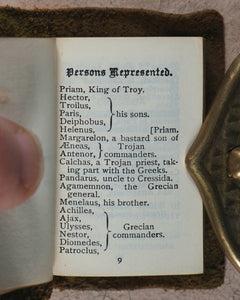 Persons Represented.
Priam, King of Troy.
Hector,
Troilus,
Paris,
his sons.
Deiphobus,
Helenus, [Priam.
Margarelon, a bastard son of
Æneas, Trojan
Antenor, commanders.
Calchas, a Trojan priest, tak-
ing part with the Greeks.
Pandarus, uncle to Cressida.
Agamemnon, the Grecian
general.
Menelaus, his brother.
Achilles,
Ajax,
Ulysses, Grecian
Nestor, commanders.
Diomedes,
Patroclus,
9